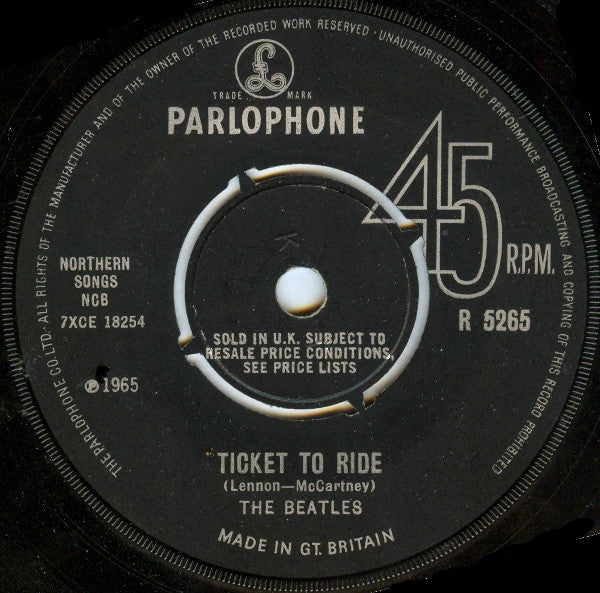 THE PARLOPHONE CO.LTD.· ALL RIGHTS OF THE MANUFACTURER AND OF THE OWNER OF THE RECORDED WORK RESERVED · UNAUTHORISED PUBLIC PERFORMANCE BROADCASTING AND COPYING OF THIS RECORD PROHIBITED
£
TRADE MARK
PARLOPHONE
45
R.P.M.
NORTHERN
SONGS
NCB
7XCE 18254
R 5265
K
SOLD IN U.K. SUBJECT TO
RESALE PRICE CONDITIONS,
SEE PRICE LISTS
℗1965
TICKET TO RIDE
(Lennon—McCartney)
THE BEATLES
MADE IN GT. BRITAIN